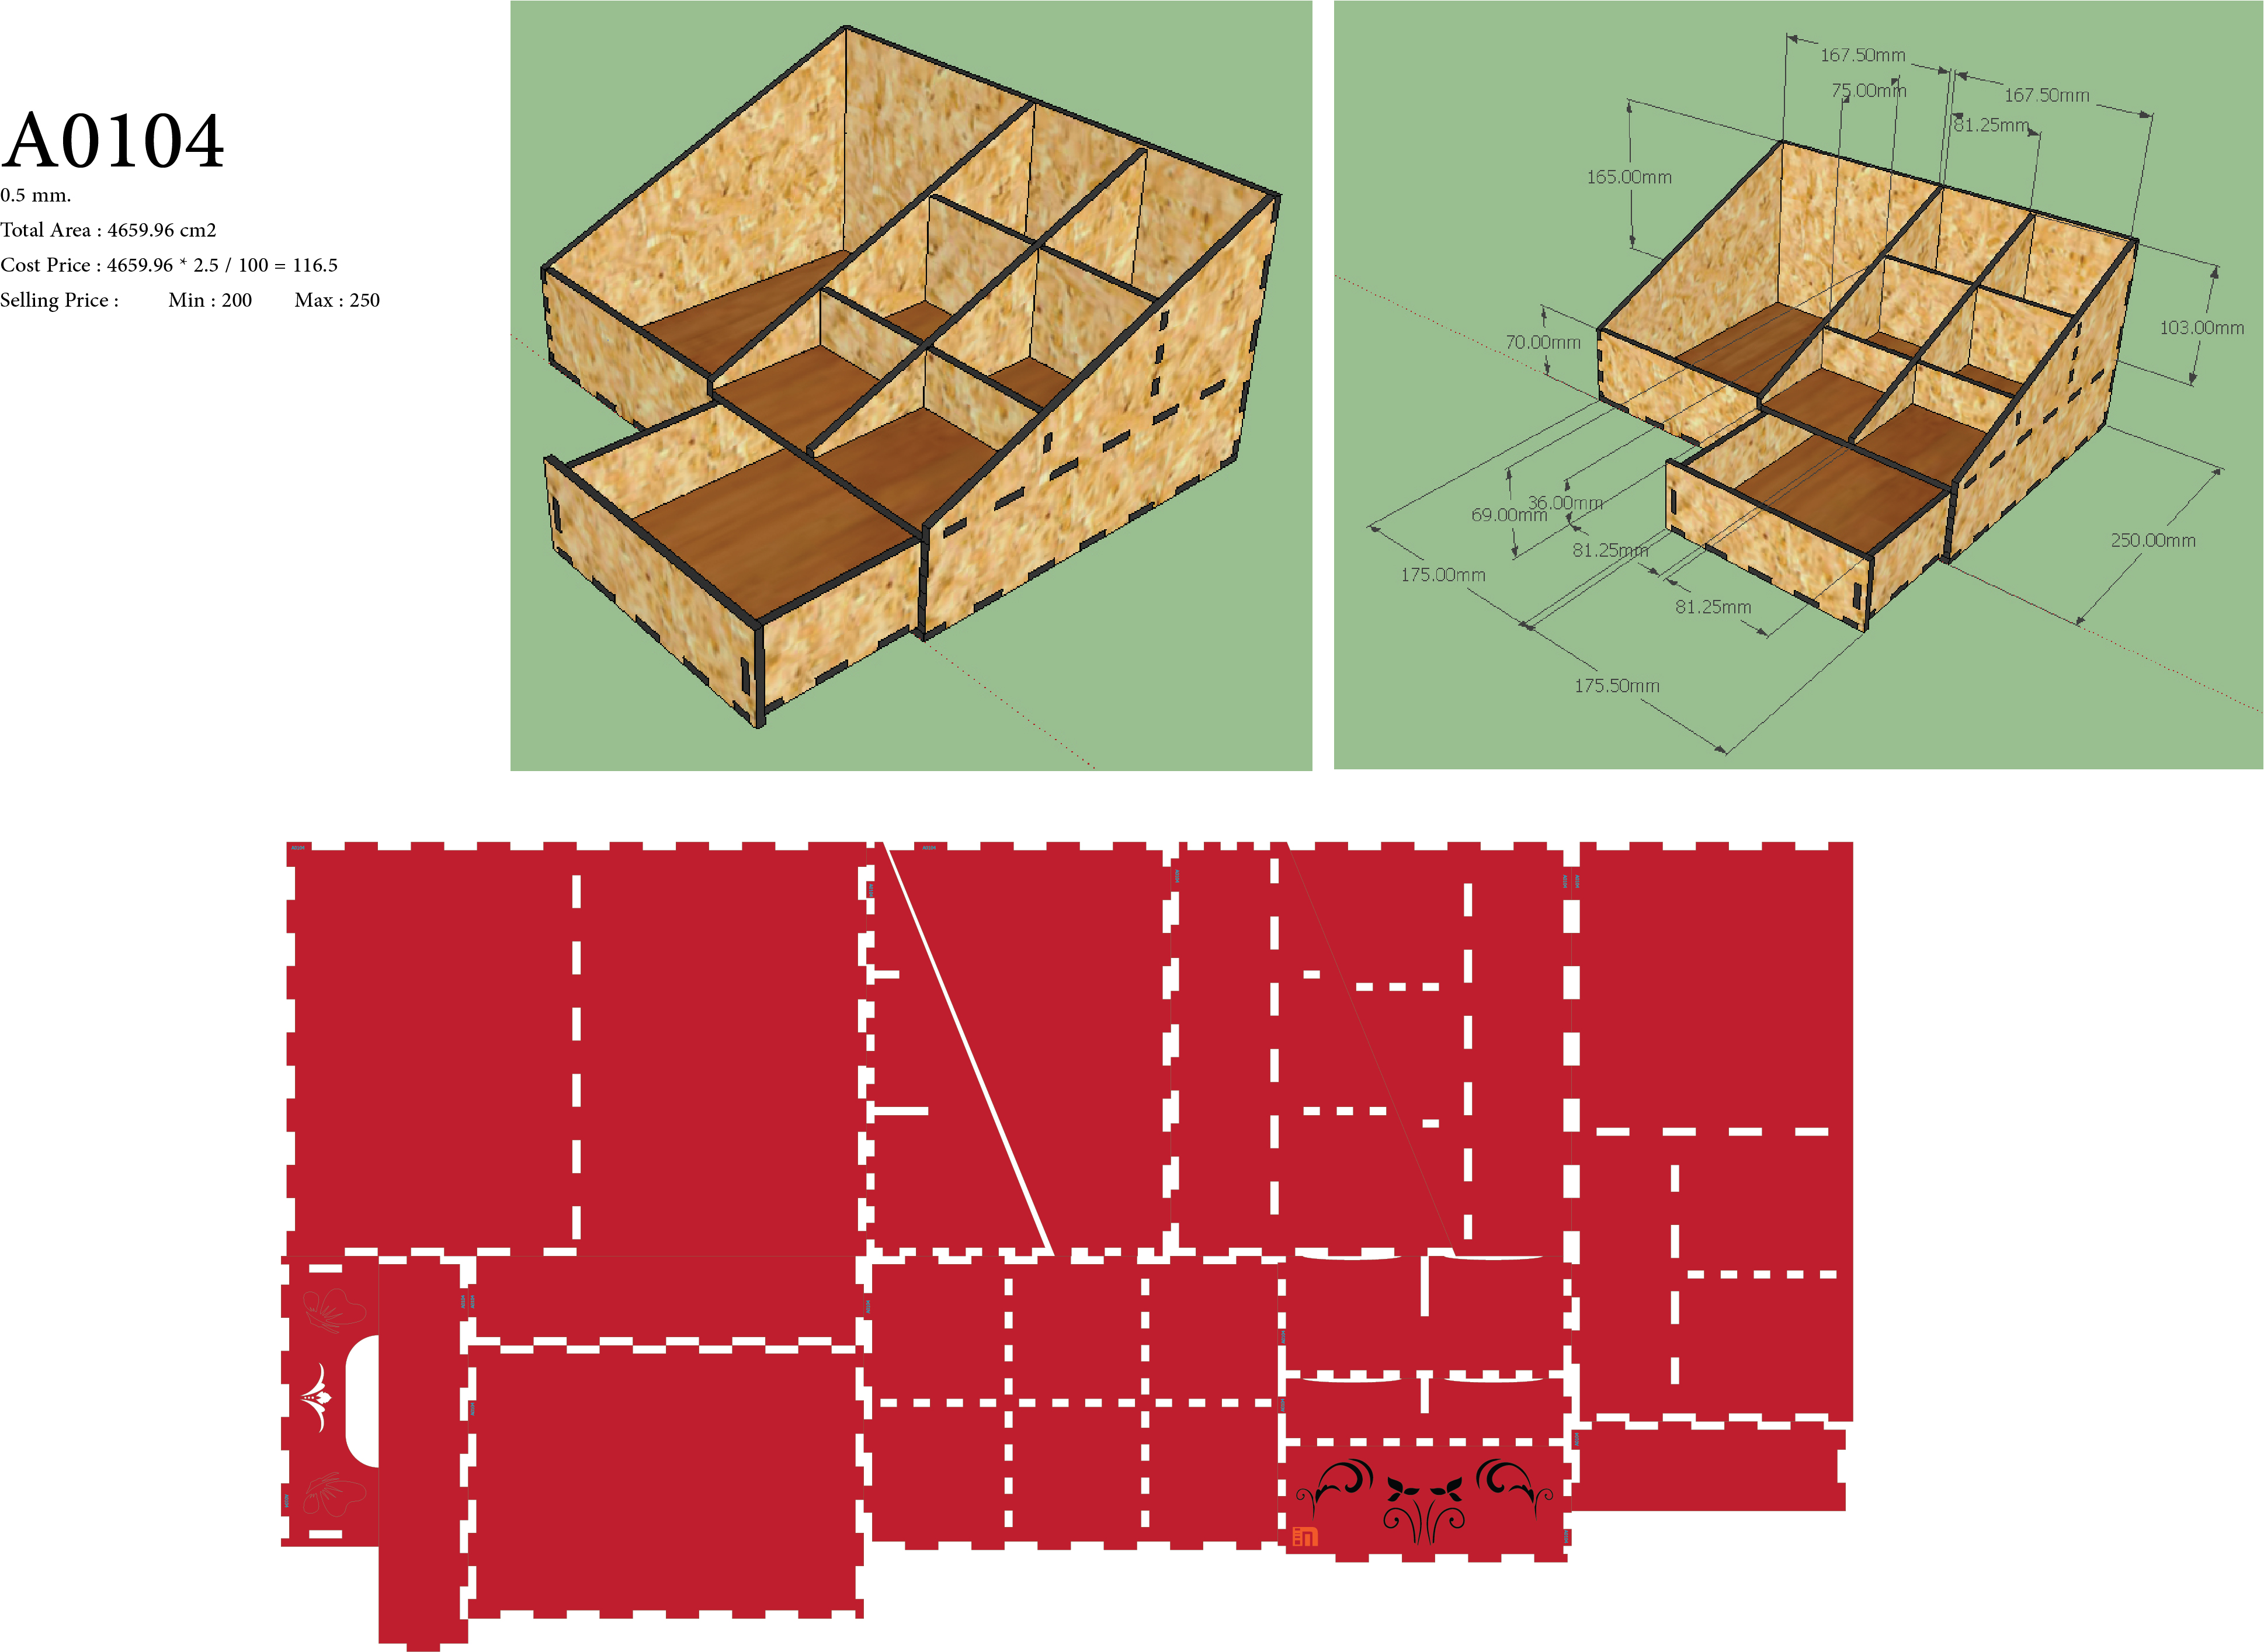 A0104
0.5 mm.
Total Area : 4659.96 cm2
Cost Price : 4659.96 * 2.5 / 100 = 116.5
Selling Price : Min : 200 Max : 250
167.50mm
75.00mm
167.50mm
81.25mm
165.00mm
103.00mm
70.00mm
36.00mm
69.00mm
81.25mm
250.00mm
175.00mm
81.25mm
175.50mm